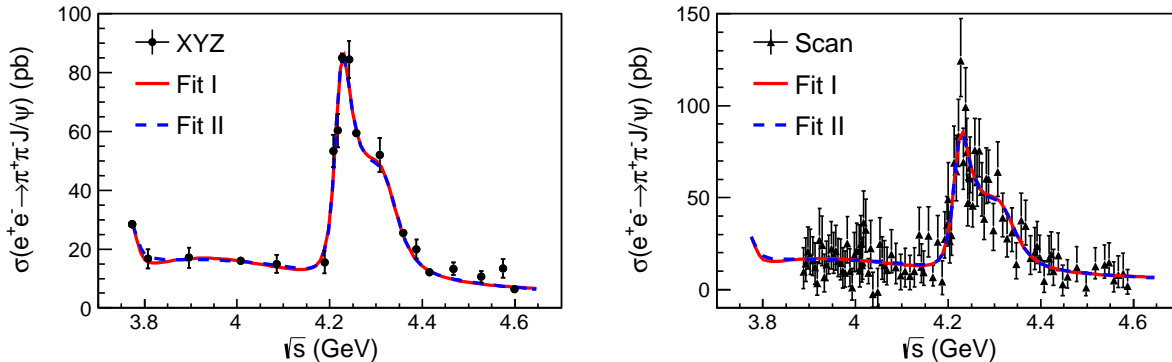 σ(e⁺e⁻→π⁺π⁻J/ψ) (pb)
100
80
60
40
20
0
XYZ
Fit I
Fit II
3.8 4 4.2 4.4 4.6
√s (GeV)
σ(e⁺e⁻→π⁺π⁻J/ψ) (pb)
150
100
50
0
Scan
Fit I
Fit II
3.8 4 4.2 4.4 4.6
√s (GeV)